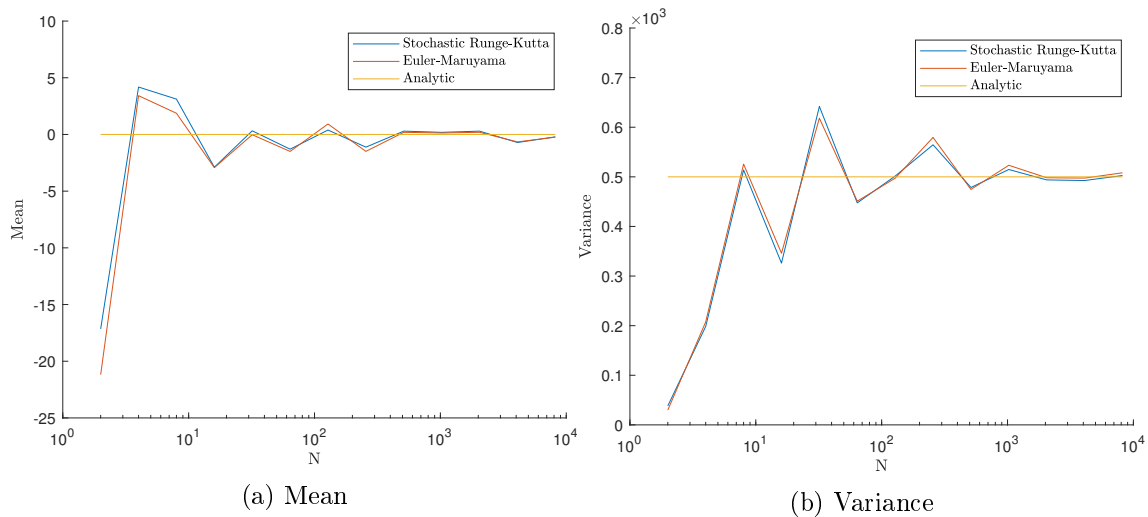 10
5
0
-5
-10
-15
-20
-25
10^0
10^1
10^2
10^3
10^4
Mean
N
Stochastic Runge-Kutta
Euler-Maruyama
Analytic
(a) Mean
×10^3
0.8
0.7
0.6
0.5
0.4
0.3
0.2
0.1
0
10^0
10^1
10^2
10^3
10^4
Variance
N
Stochastic Runge-Kutta
Euler-Maruyama
Analytic
(b) Variance